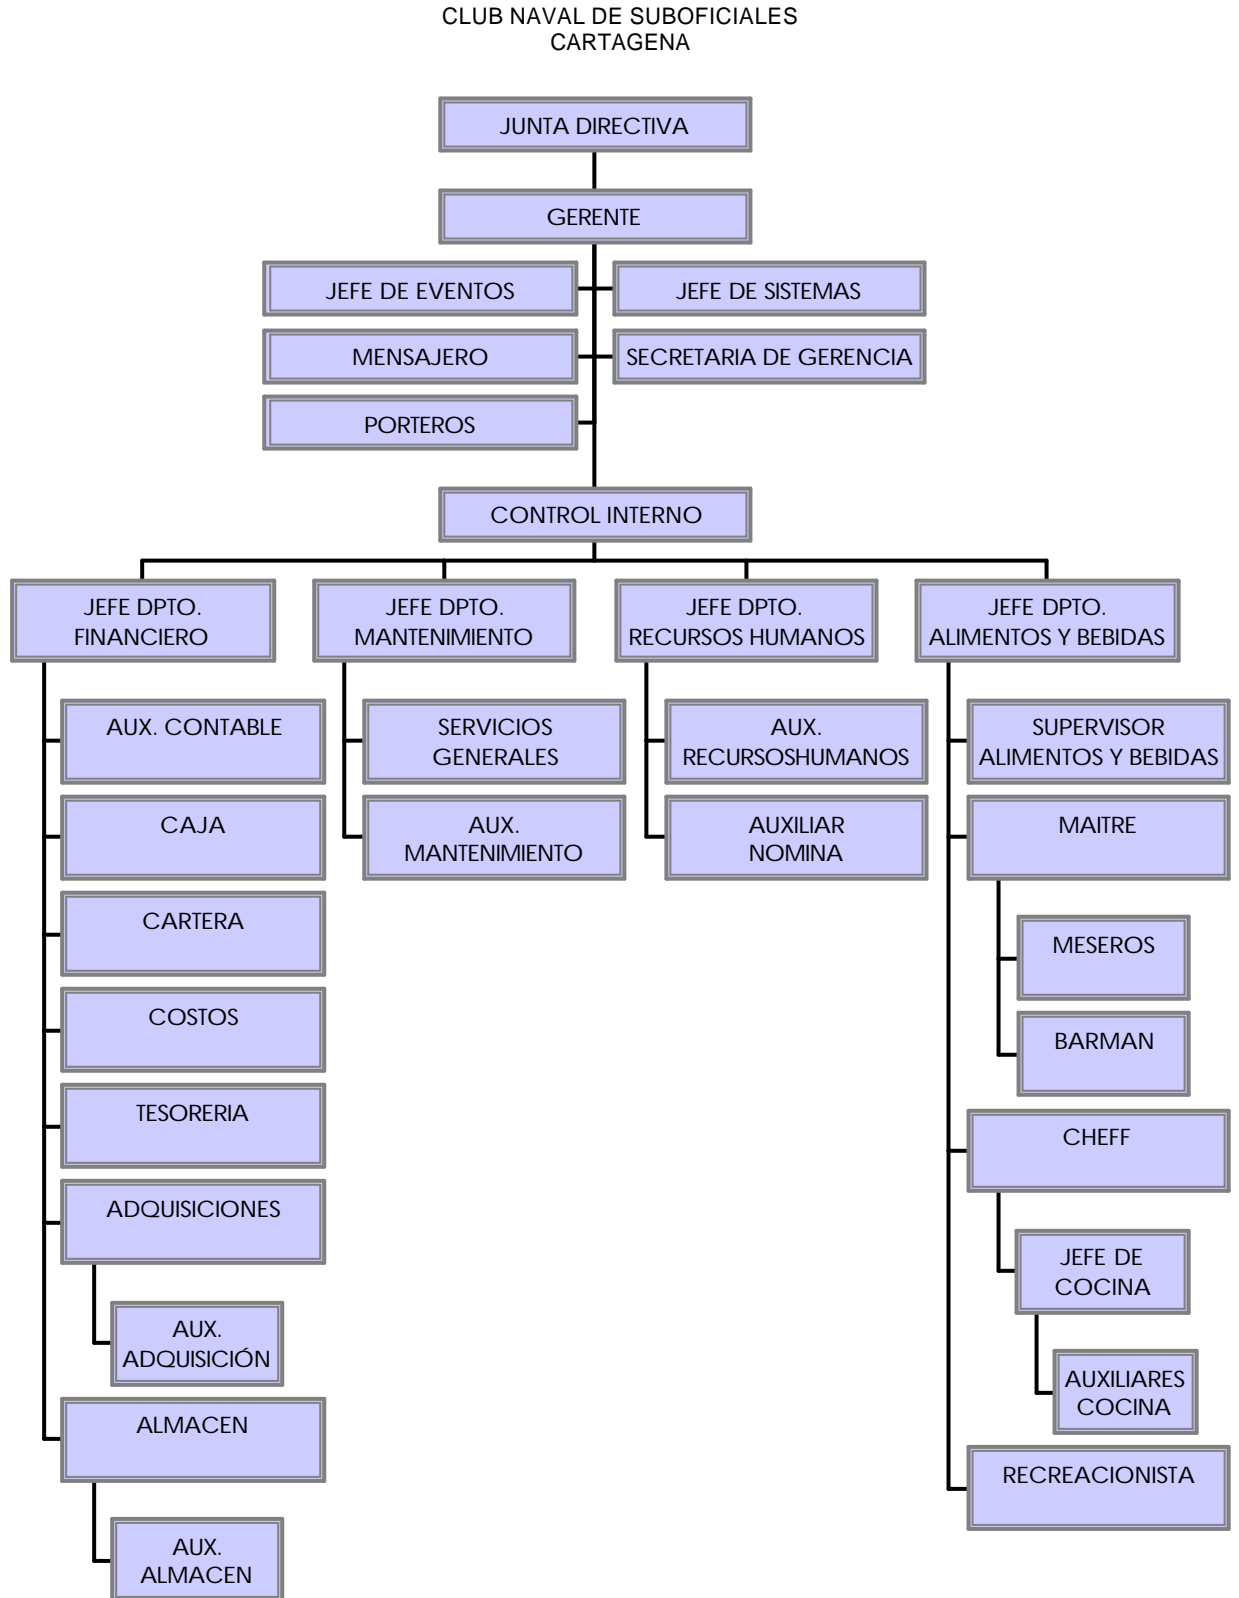 CLUB NAVAL DE SUBOFICIALES
CARTAGENA
JUNTA DIRECTIVA
GERENTE
JEFE DE EVENTOS
JEFE DE SISTEMAS
MENSAJERO
SECRETARIA DE GERENCIA
PORTEROS
CONTROL INTERNO
JEFE DPTO.
FINANCIERO
JEFE DPTO.
MANTENIMIENTO
JEFE DPTO.
RECURSOS HUMANOS
JEFE DPTO.
ALIMENTOS Y BEBIDAS
AUX. CONTABLE
CAJA
CARTERA
COSTOS
TESORERIA
ADQUISICIONES
AUX.
ADQUISICIÓN
ALMACEN
AUX.
ALMACEN
SERVICIOS
GENERALES
AUX.
MANTENIMIENTO
AUX.
RECURSOSHUMANOS
AUXILIAR
NOMINA
SUPERVISOR
ALIMENTOS Y BEBIDAS
MAITRE
MESEROS
BARMAN
CHEFF
JEFE DE
COCINA
AUXILIARES
COCINA
RECREACIONISTA